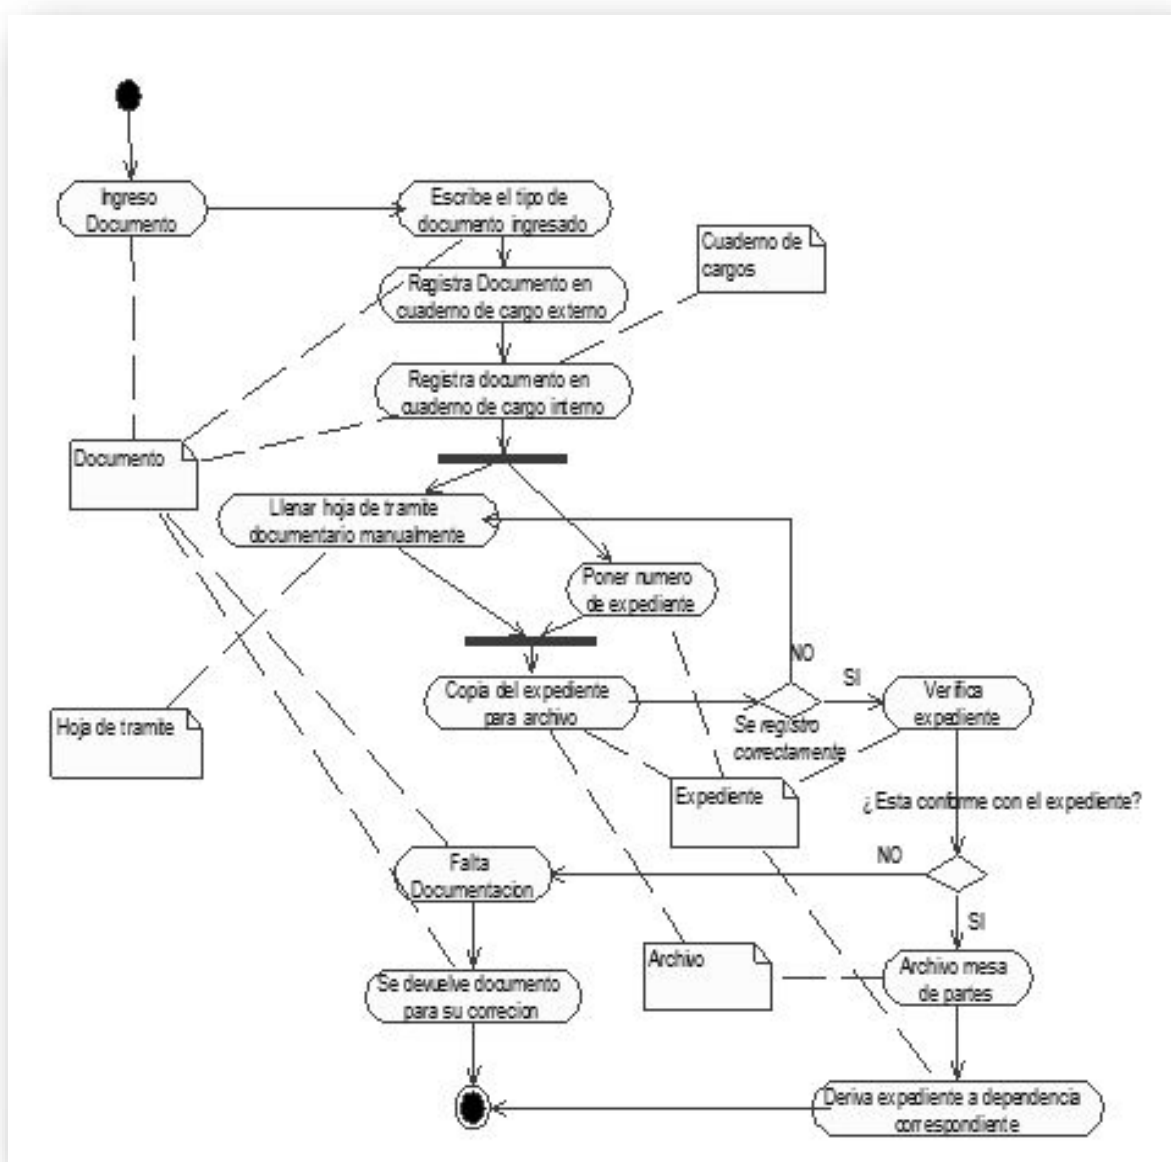 Ingreso
Documento
Escribe el tipo de
documento ingresado
Cuaderno de
cargos
Registra Documento en
cuaderno de cargo externo
Registra documento en
cuaderno de cargo interno
Documento
Llenar hoja de tramite
documentario manualmente
Poner numero
de expediente
NO
SI
Copia del expediente
para archivo
Verifica
expediente
Se registro
correctamente
Hoja de tramite
Expediente
¿Esta conforme con el expediente?
NO
Falta
Documentacion
SI
Archivo
Archivo mesa
de partes
Se devuelve documento
para su correcion
Deriva expediente a dependencia
correspondiente